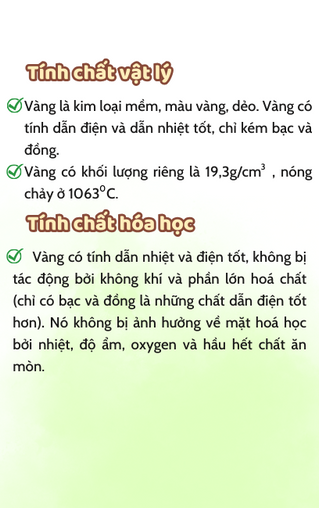 Tính chất vật lý
Vàng là kim loại mềm, màu vàng, dẻo. Vàng có
tính dẫn điện và dẫn nhiệt tốt, chỉ kém bạc và
đồng.
Vàng có khối lượng riêng là 19,3g/cm³ , nóng
chảy ở 1063⁰C.
Tính chất hóa học
Vàng có tính dẫn nhiệt và điện tốt, không bị
tác động bởi không khí và phần lớn hoá chất
(chỉ có bạc và đồng là những chất dẫn điện tốt
hơn). Nó không bị ảnh hưởng về mặt hoá học
bởi nhiệt, độ ẩm, oxygen và hầu hết chất ăn
mòn.